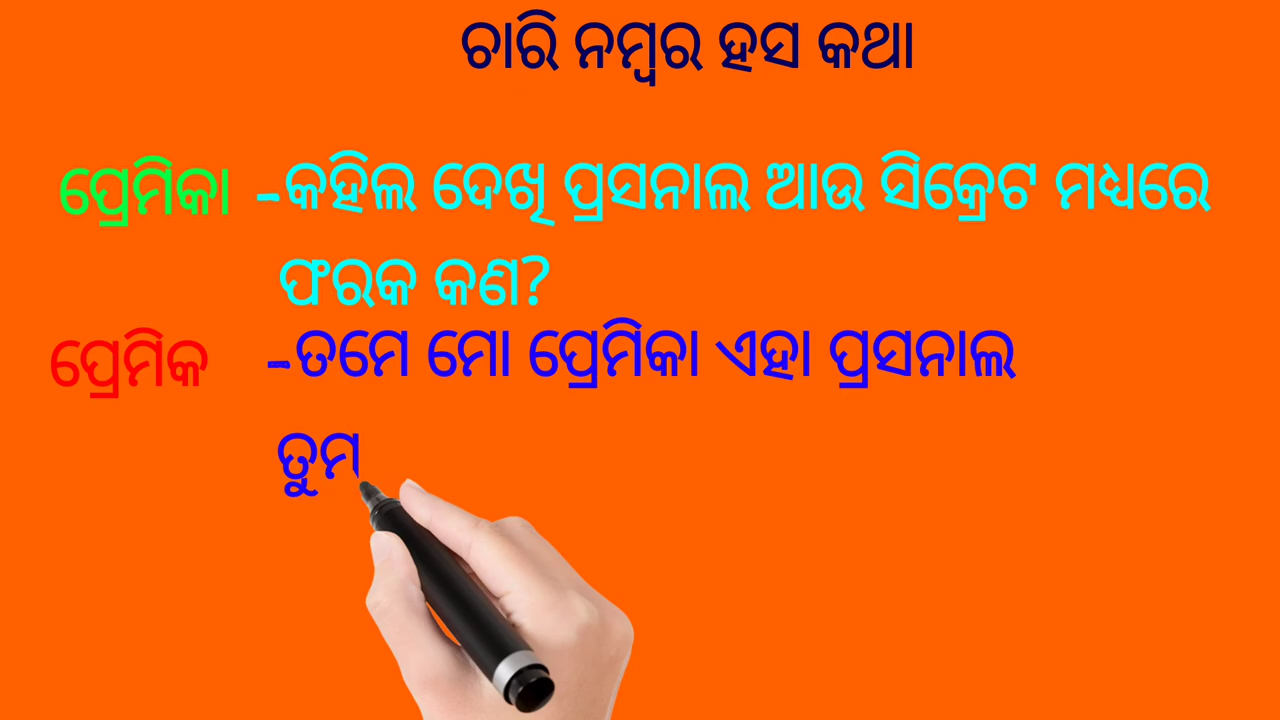 ଚାରି ନମ୍ବର ହସ କଥା
ପ୍ରେମିକା -କହିଲ ଦେଖି ପ୍ରସନାଲ ଆଉ ସିକ୍ରେଟ ମଧ୍ୟରେ
ଫରକ କଣ?
ପ୍ରେମିକ -ତମେ ମୋ ପ୍ରେମିକା ଏହା ପ୍ରସନାଲ
ତୁମ